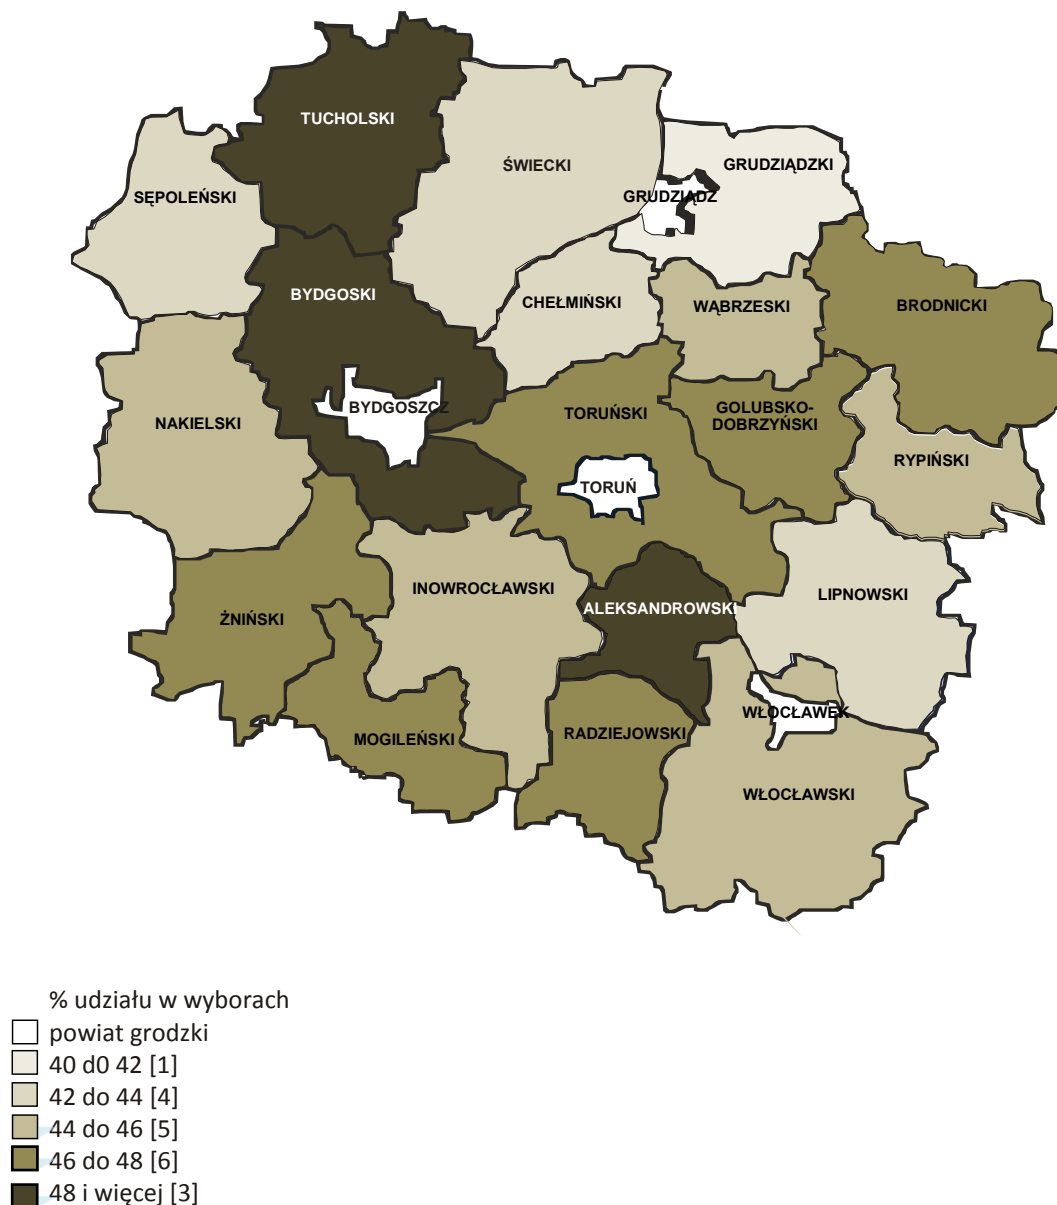 TUCHOLSKI
ŚWIECKI
GRUDZIĄDZKI
SĘPOLEŃSKI
GRUDZIĄDZ
BYDGOSKI
CHEŁMIŃSKI
WĄBRZESKI
BRODNICKI
BYDGOSZCZ
TORUŃSKI
GOLUBSKO-
DOBRZYŃSKI
NAKIELSKI
RYPIŃSKI
TORUŃ
INOWROCŁAWSKI
ALEKSANDROWSKI
LIPNOWSKI
ŻNIŃSKI
WŁOCŁAWEK
MOGILEŃSKI
RADZIEJOWSKI
WŁOCŁAWSKI
% udziału w wyborach
powiat grodzki
40 d0 42 [1]
42 do 44 [4]
44 do 46 [5]
46 do 48 [6]
48 i więcej [3]